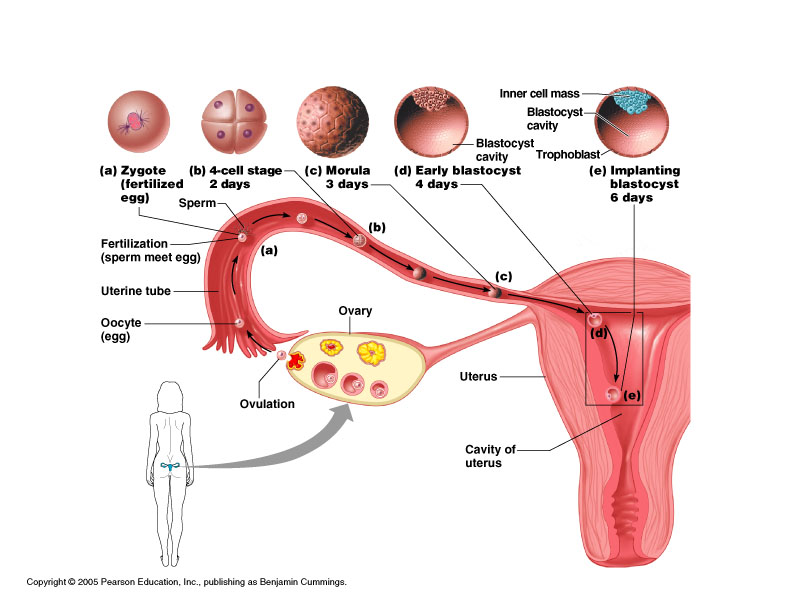 Inner cell mass
Blastocyst
cavity
Blastocyst
cavity
Trophoblast
(a) Zygote
(fertilized
egg)
(b) 4-cell stage
2 days
(c) Morula
3 days
(d) Early blastocyst
4 days
(e) Implanting
blastocyst
6 days
Sperm
(b)
Fertilization
(sperm meet egg)
(a)
(c)
Uterine tube
Ovary
Oocyte
(egg)
(d)
Uterus
(e)
Ovulation
Cavity of
uterus
Copyright © 2005 Pearson Education, Inc., publishing as Benjamin Cummings.